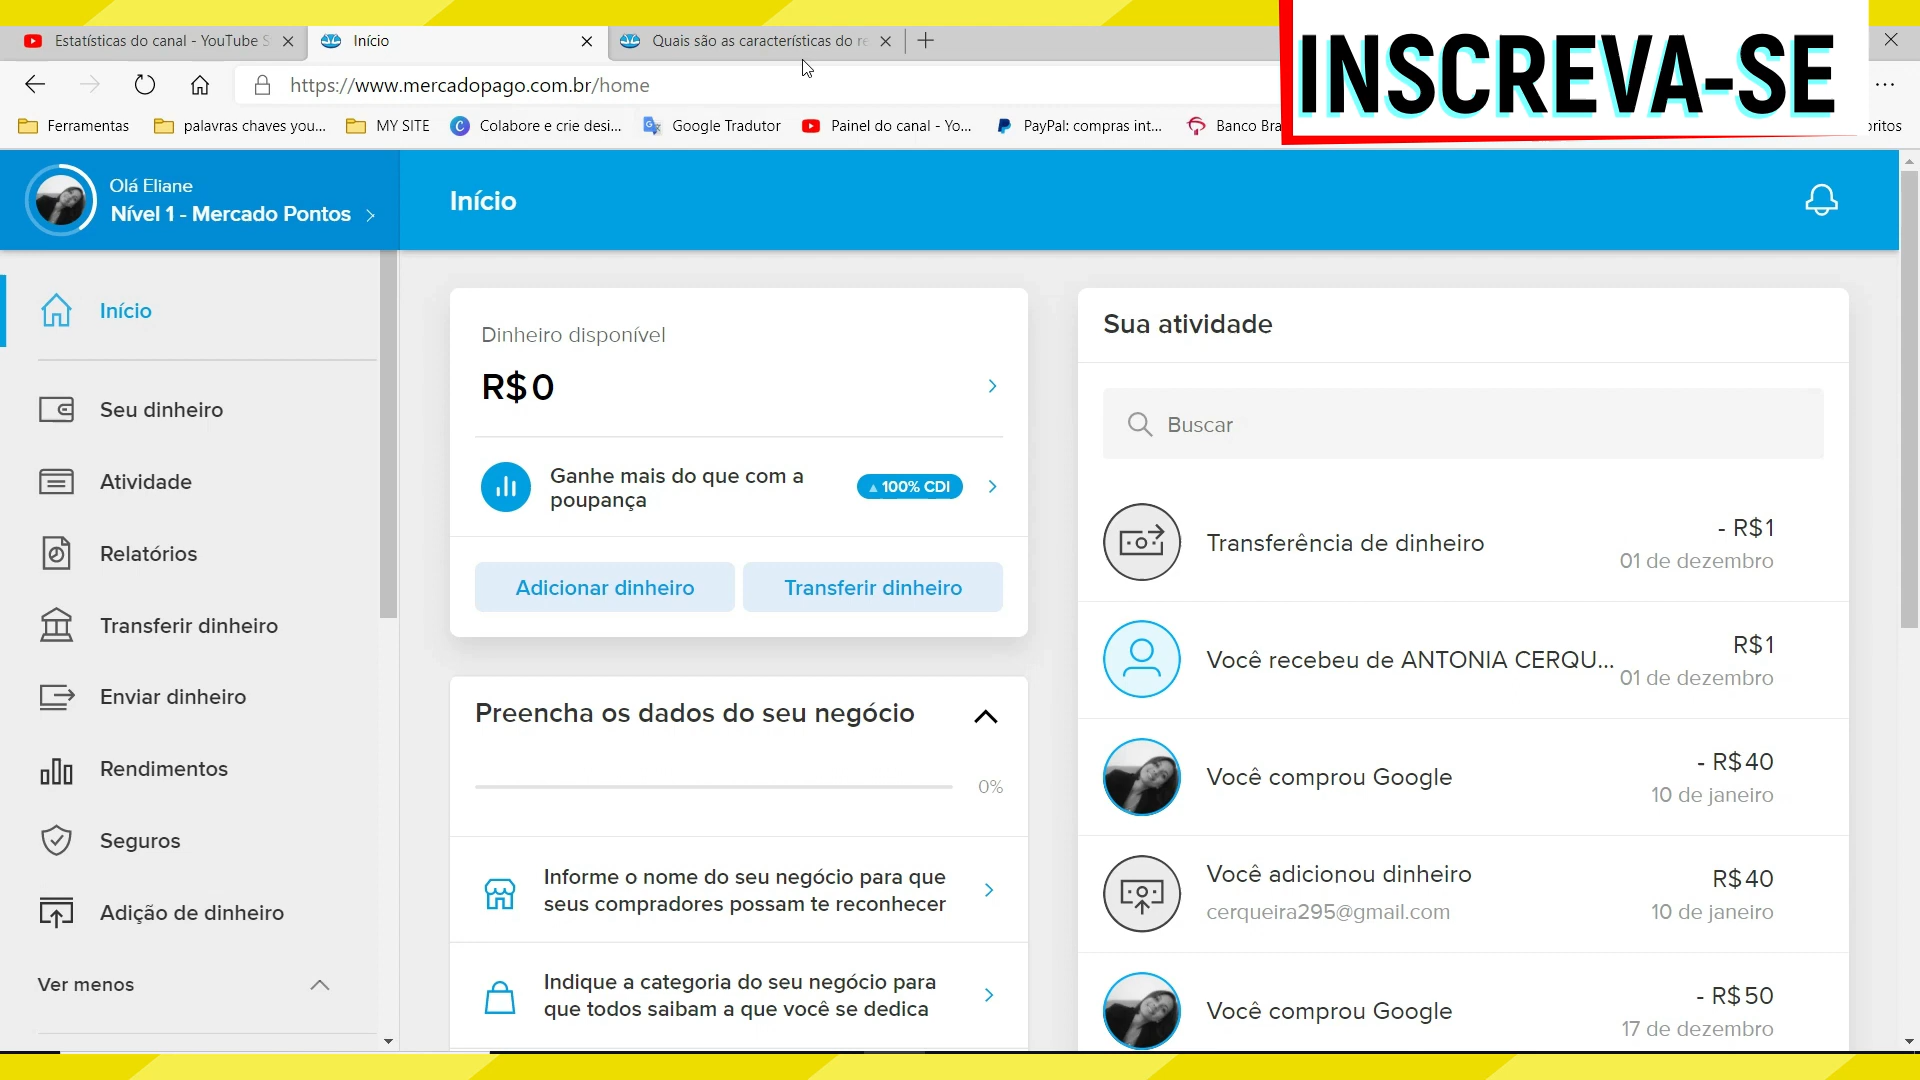 Estatísticas do canal - YouTube S
Início
Quais são as características do re
INSCREVA-SE
https://www.mercadopago.com.br/home
Ferramentas
palavras chaves you...
MY SITE
Colabore e crie desi...
Google Tradutor
Painel do canal - Yo...
PayPal: compras int...
Banco Bra
Olá Eliane
Nível 1 - Mercado Pontos
Início
Início
Seu dinheiro
Atividade
Relatórios
Transferir dinheiro
Enviar dinheiro
Rendimentos
Seguros
Adição de dinheiro
Ver menos
Dinheiro disponível
R$ 0
Ganhe mais do que com a
poupança
100% CDI
Adicionar dinheiro
Transferir dinheiro
Preencha os dados do seu negócio
0%
Informe o nome do seu negócio para que
seus compradores possam te reconhecer
Indique a categoria do seu negócio para
que todos saibam a que você se dedica
Sua atividade
Buscar
Transferência de dinheiro
- R$ 1
01 de dezembro
Você recebeu de ANTONIA CERQU...
R$ 1
01 de dezembro
Você comprou Google
- R$ 40
10 de janeiro
Você adicionou dinheiro
cerqueira295@gmail.com
R$ 40
10 de janeiro
Você comprou Google
- R$ 50
17 de dezembro